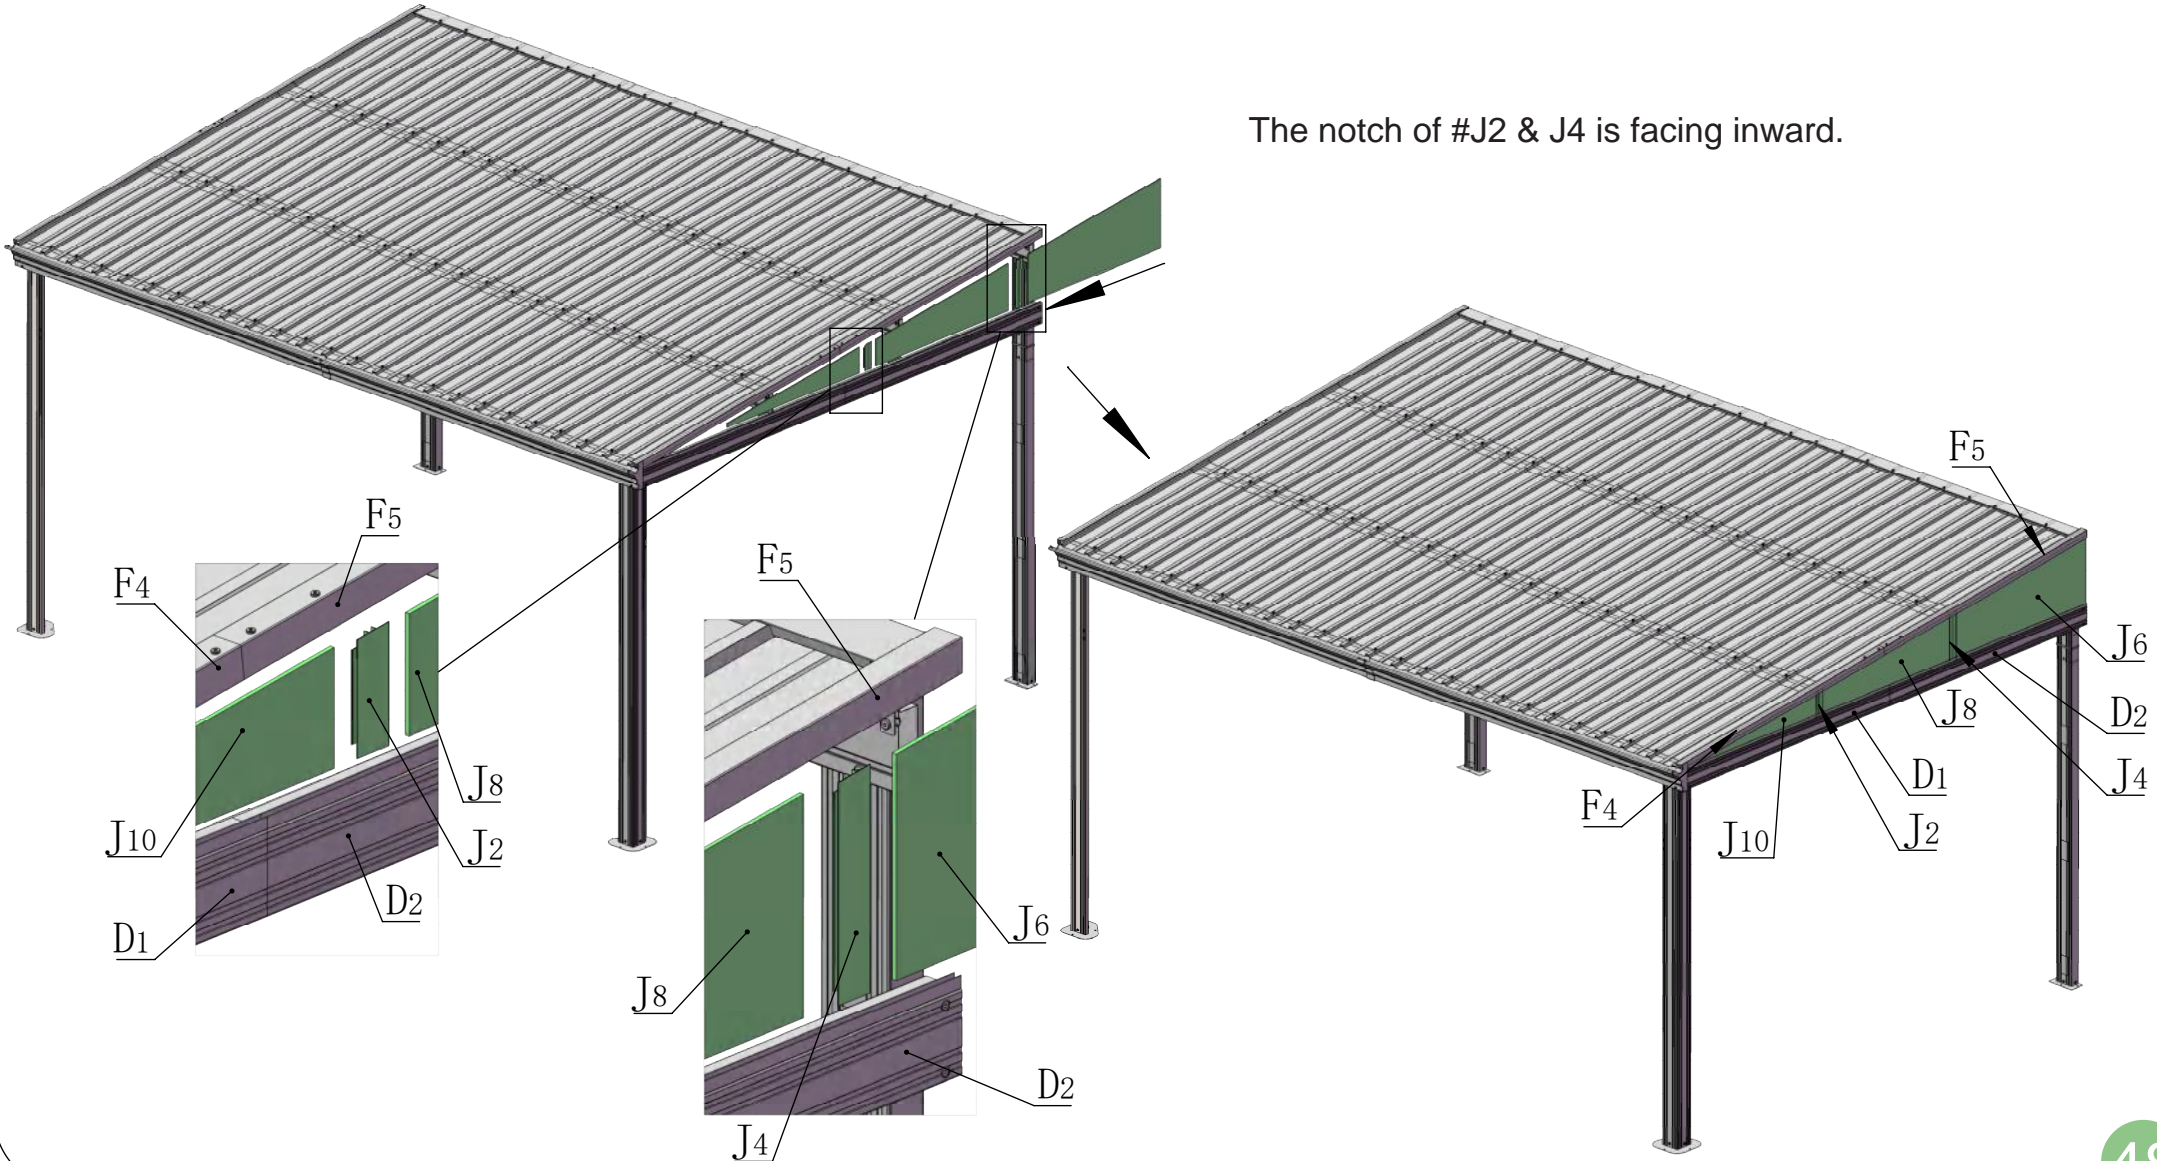 The notch of #J2 & J4 is facing inward.
F5
F4
J10
J8
J2
D2
D1
F5
J6
J8
D2
J4
F5
J6
D2
J8
J4
D1
F4
J10
J2